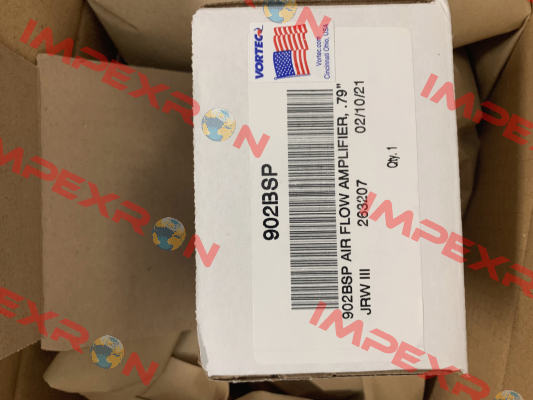 VORTEC
Vortec.com
Cincinnati Ohio, USA
902BSP
902BSP AIR FLOW AMPLIFIER, .79"
JRW III 263207 02/10/21
Qty. 1
IMPEXRON
IMPEXRON
IMPEXRON
IMPEXRON
IMPEXRON
IMPEXRON